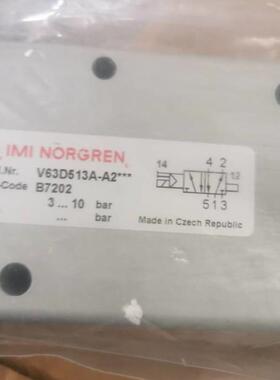 IMI NORGREN
.Nr. V63D513A-A2***
-Code B7202
3 ... 10 bar
... bar
14 4 2 12
5 1 3
Made in Czech Republic